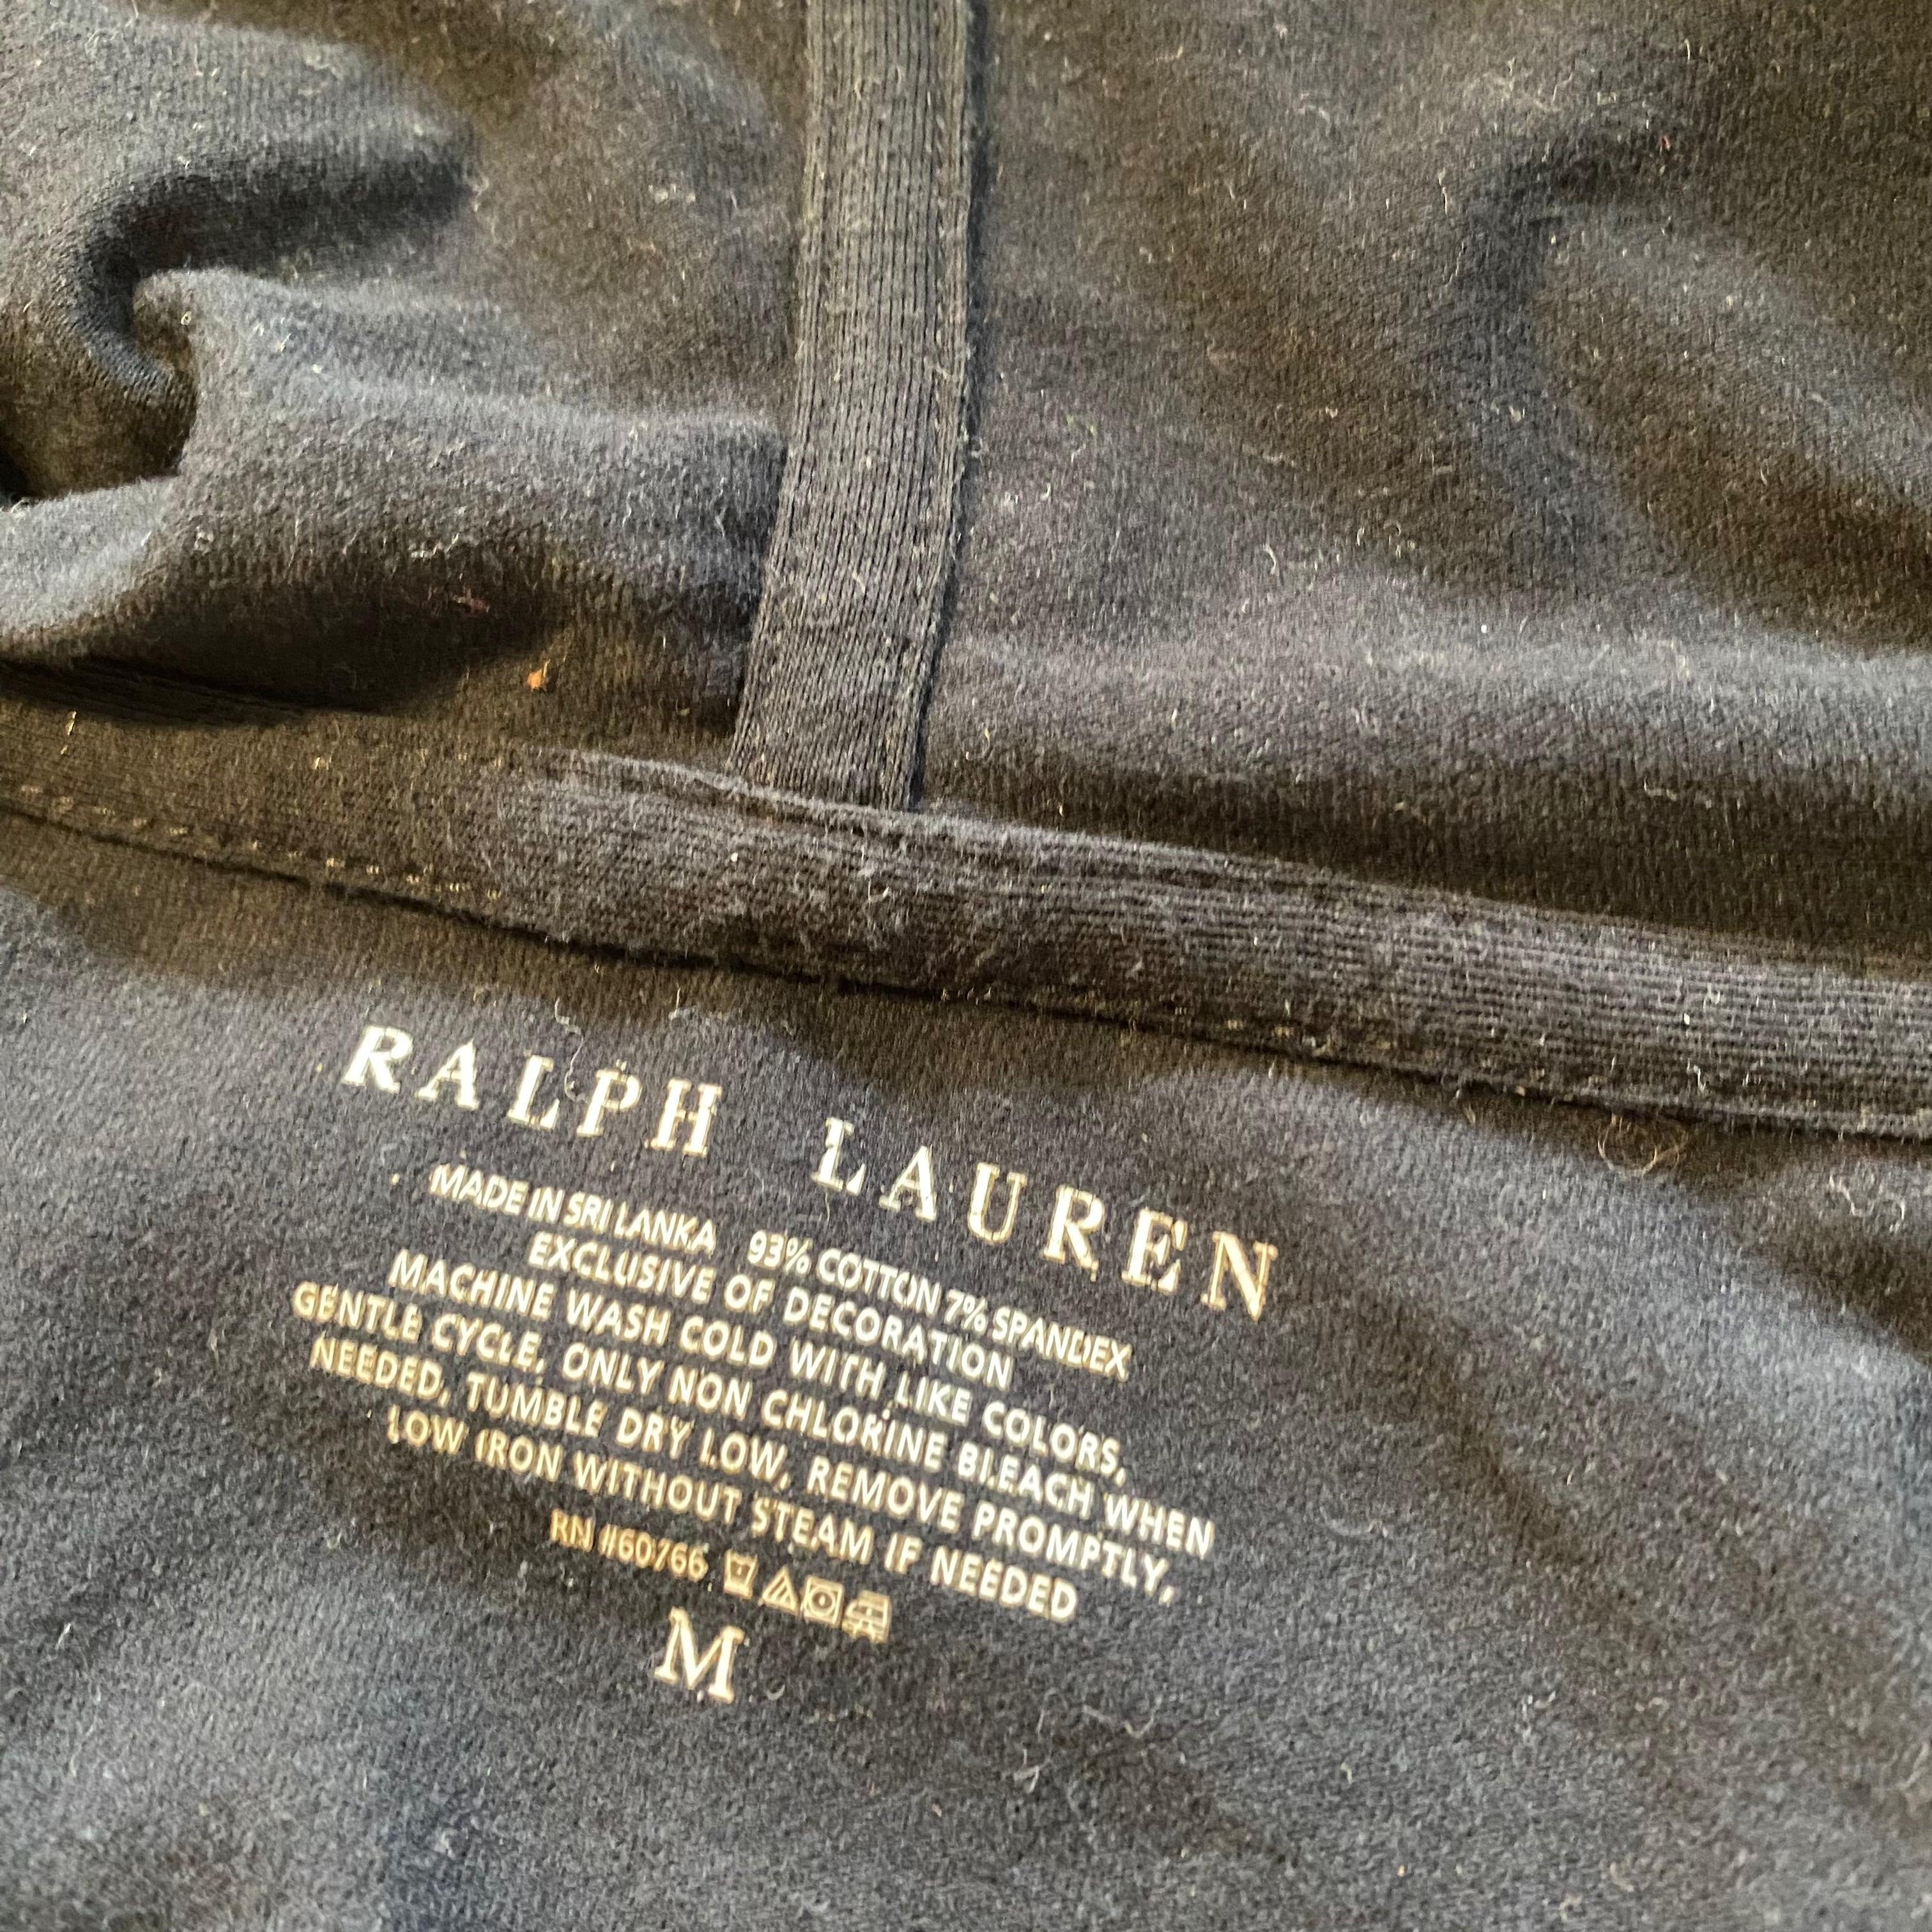 RALPH LAUREN
MADE IN SRI LANKA 93% COTTON 7% SPANDEX
EXCLUSIVE OF DECORATION
MACHINE WASH COLD WITH LIKE COLORS,
GENTLE CYCLE, ONLY NON CHLORINE BLEACH WHEN
NEEDED, TUMBLE DRY LOW, REMOVE PROMPTLY,
LOW IRON WITHOUT STEAM IF NEEDED
RN #60766
M